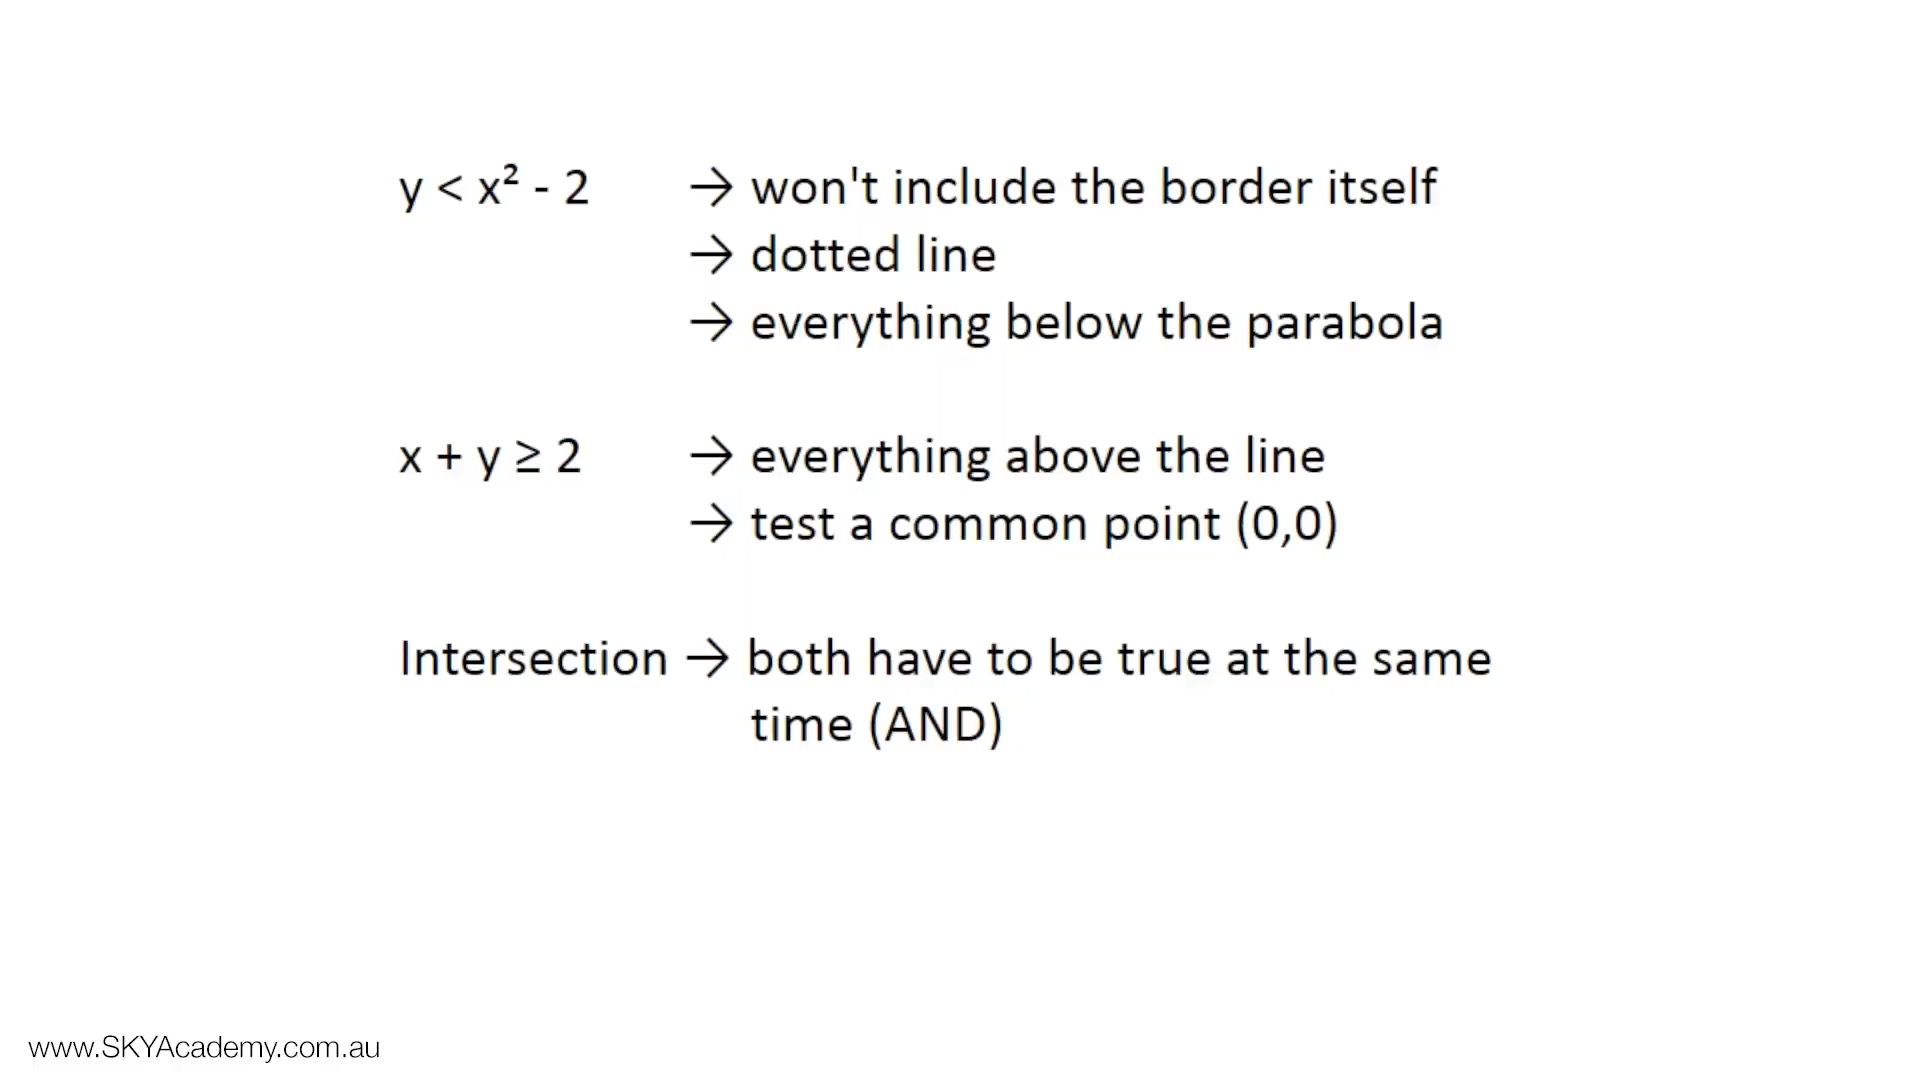 y < x² - 2 → won't include the border itself
→ dotted line
→ everything below the parabola
x + y ≥ 2 → everything above the line
→ test a common point (0,0)
Intersection → both have to be true at the same
time (AND)
www.SKYAcademy.com.au